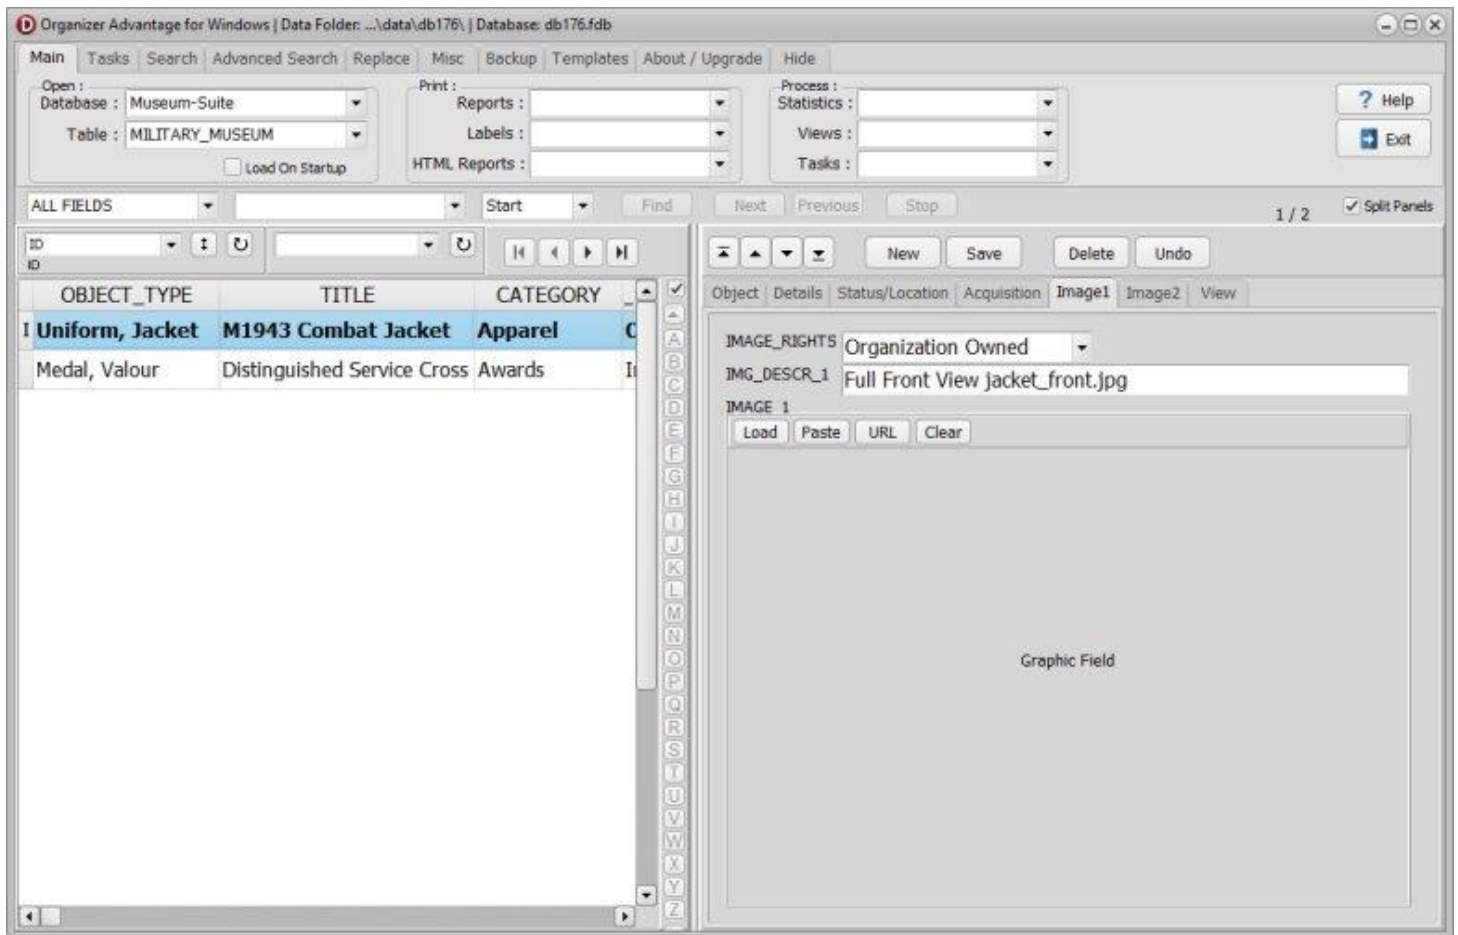 Organizer Advantage for Windows | Data Folder: ...\data\db176\ | Database: db176.fdb
Main Tasks Search Advanced Search Replace Misc Backup Templates About / Upgrade Hide
Open : Print : Process :
Database : Museum-Suite Reports : Statistics : ? Help
Table : MILITARY_MUSEUM Labels : Views : Exit
Load On Startup HTML Reports : Tasks :
ALL FIELDS Start Find Next Previous Stop 1 / 2 Split Panels
ID New Save Delete Undo
ID
OBJECT_TYPE TITLE CATEGORY Object Details Status/Location Acquisition Image1 Image2 View
I Uniform, Jacket M1943 Combat Jacket Apparel
Medal, Valour Distinguished Service Cross Awards
A
B
C
D
E
F
G
H
I
J
K
L
M
N
O
P
Q
R
S
T
U
V
W
X
Y
Z
IMAGE_RIGHTS Organization Owned
IMG_DESCR_1 Full Front View jacket_front.jpg
IMAGE_1
Load Paste URL Clear
Graphic Field